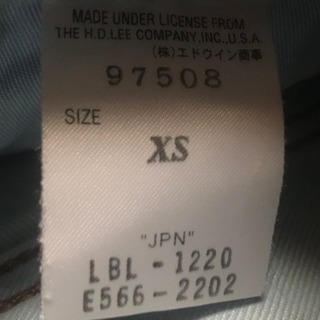 MADE UNDER LICENSE FROM
THE H.D.LEE COMPANY,INC.,U.S.A.
(株)エドウイン商事
97508
SIZE
XS
"JPN"
LBL-1220
E566-2202